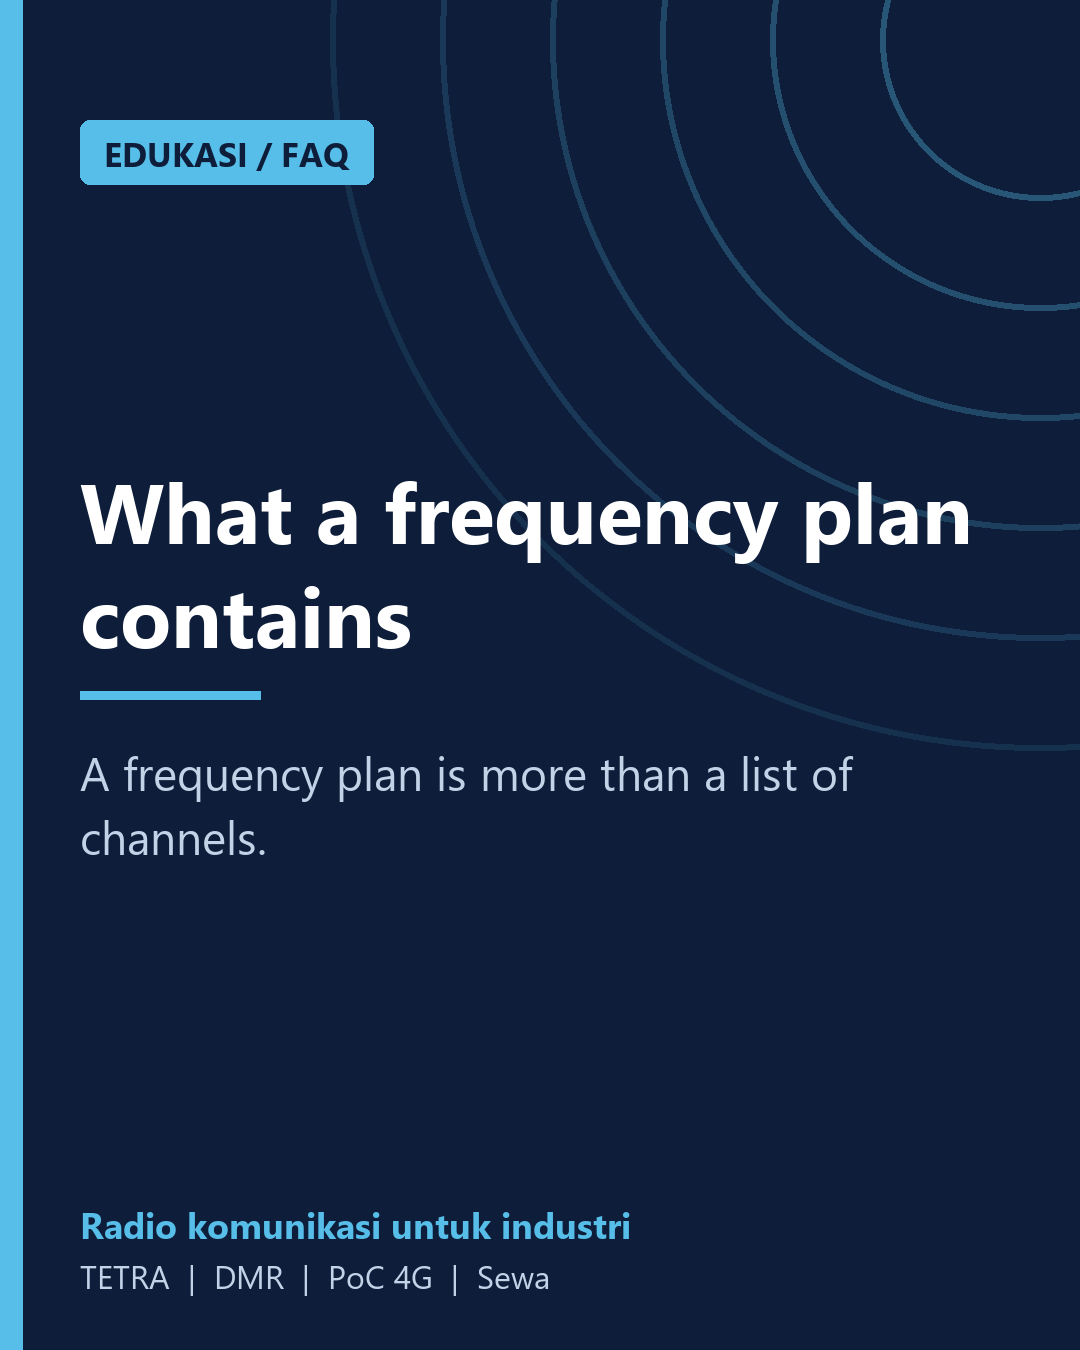 EDUKASI / FAQ
What a frequency plan
contains
A frequency plan is more than a list of
channels.
Radio komunikasi untuk industri
TETRA | DMR | PoC 4G | Sewa